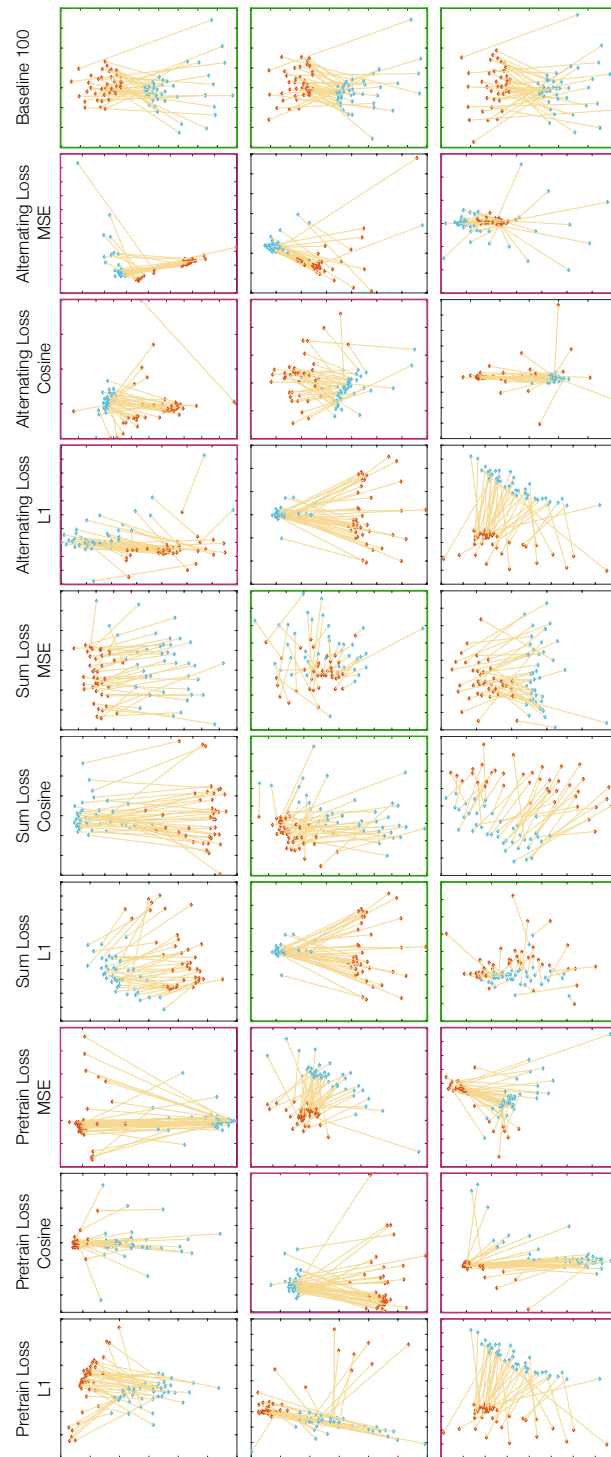 Baseline 100
Alternating Loss
MSE
Alternating Loss
Cosine
Alternating Loss
L1
Sum Loss
MSE
Sum Loss
Cosine
Sum Loss
L1
Pretrain Loss
MSE
Pretrain Loss
Cosine
Pretrain Loss
L1